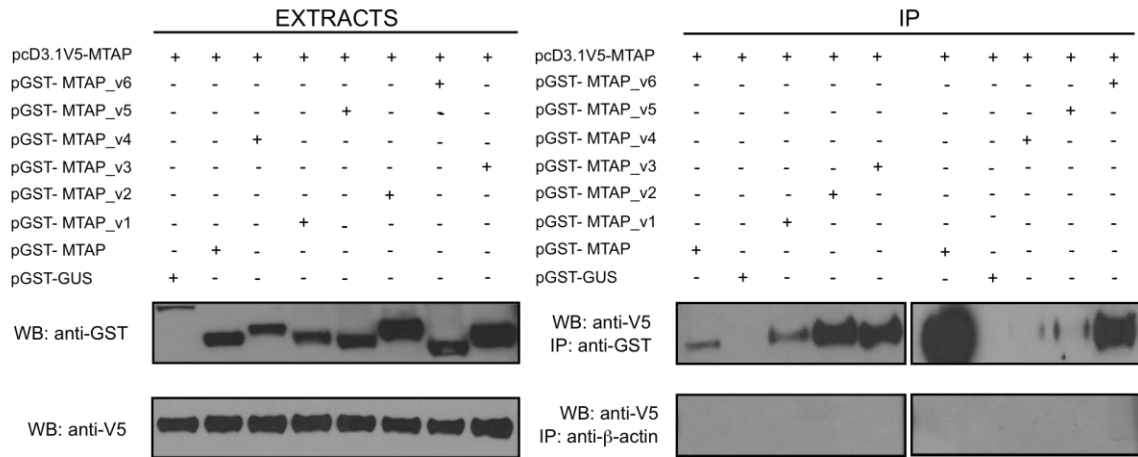 EXTRACTS
pcD3.1V5-MTAP + + + + + + + +
pGST- MTAP_v6 - - - - - - + -
pGST- MTAP_v5 - - - - + - - -
pGST- MTAP_v4 - - + - - - - -
pGST- MTAP_v3 - - - - - - - +
pGST- MTAP_v2 - - - - - + - -
pGST- MTAP_v1 - - - + - - - -
pGST- MTAP - + - - - - - -
pGST-GUS + - - - - - - -
WB: anti-GST
WB: anti-V5
IP
pcD3.1V5-MTAP + + + + + + + + + +
pGST- MTAP_v6 - - - - - - - - - +
pGST- MTAP_v5 - - - - - - - - + -
pGST- MTAP_v4 - - - - - - - + - -
pGST- MTAP_v3 - - - - + - - - - -
pGST- MTAP_v2 - - - + - - - - - -
pGST- MTAP_v1 - - + - - - - - - -
pGST- MTAP + - - - - + - - - -
pGST-GUS - + - - - - + - - -
WB: anti-V5
IP: anti-GST
WB: anti-V5
IP: anti-β-actin